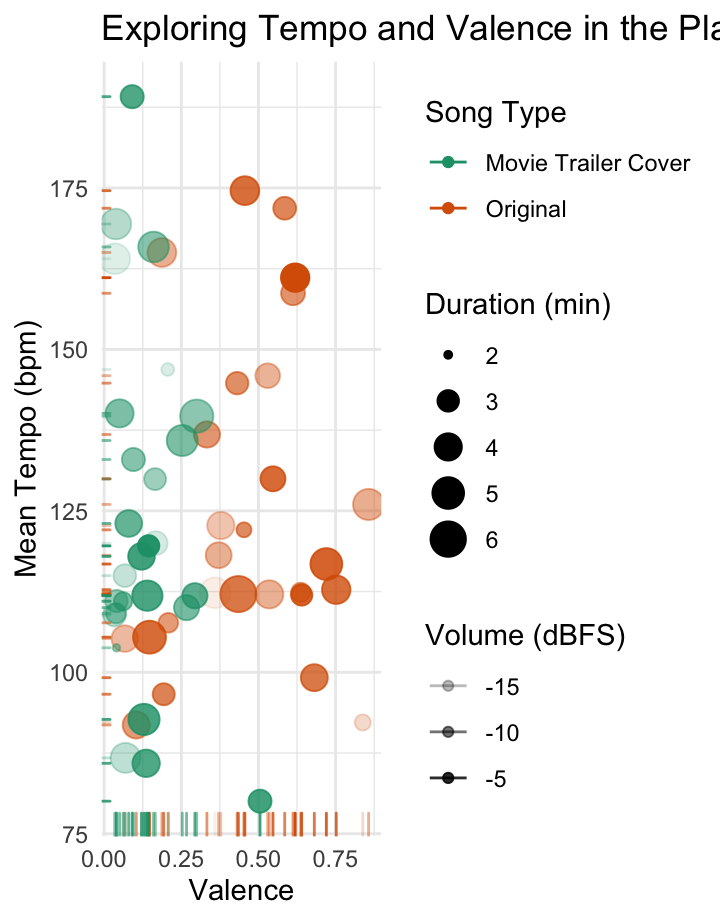 Exploring Tempo and Valence in the
Mean Tempo (bpm)
175
150
125
100
75
0.00 0.25 0.50 0.75
Valence
Song Type
Movie Trailer Cover
Original
Duration (min)
2
3
4
5
6
Volume (dBFS)
-15
-10
-5